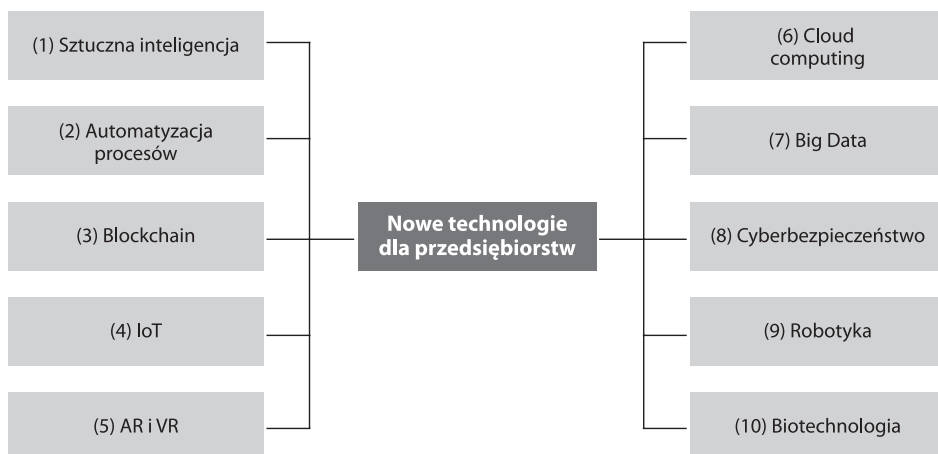 (1) Sztuczna inteligencja
(2) Automatyzacja
procesów
(3) Blockchain
(4) IoT
(5) AR i VR
Nowe technologie
dla przedsiębiorstw
(6) Cloud
computing
(7) Big Data
(8) Cyberbezpieczeństwo
(9) Robotyka
(10) Biotechnologia